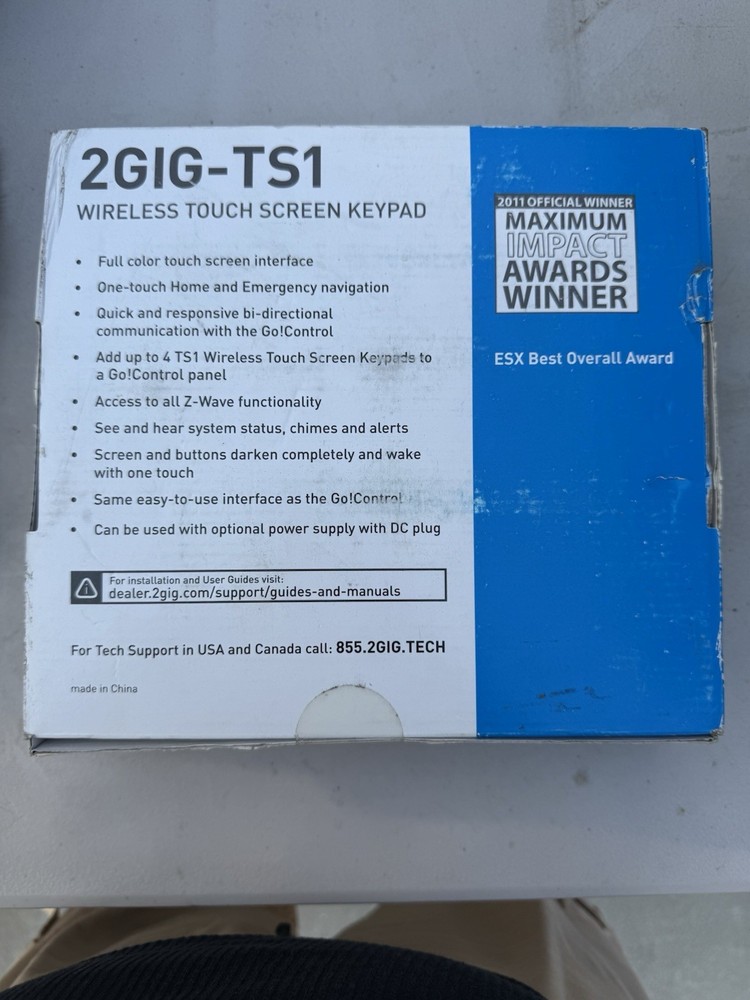 2GIG-TS1
WIRELESS TOUCH SCREEN KEYPAD
• Full color touch screen interface
• One-touch Home and Emergency navigation
• Quick and responsive bi-directional
communication with the Go!Control
• Add up to 4 TS1 Wireless Touch Screen Keypads to
a Go!Control panel
• Access to all Z-Wave functionality
• See and hear system status, chimes and alerts
• Screen and buttons darken completely and wake
with one touch
• Same easy-to-use interface as the Go!Control
• Can be used with optional power supply with DC plug
For installation and User Guides visit:
dealer.2gig.com/support/guides-and-manuals
For Tech Support in USA and Canada call: 855.2GIG.TECH
made in China
2011 OFFICIAL WINNER
MAXIMUM
IMPACT
AWARDS
WINNER
ESX Best Overall Award